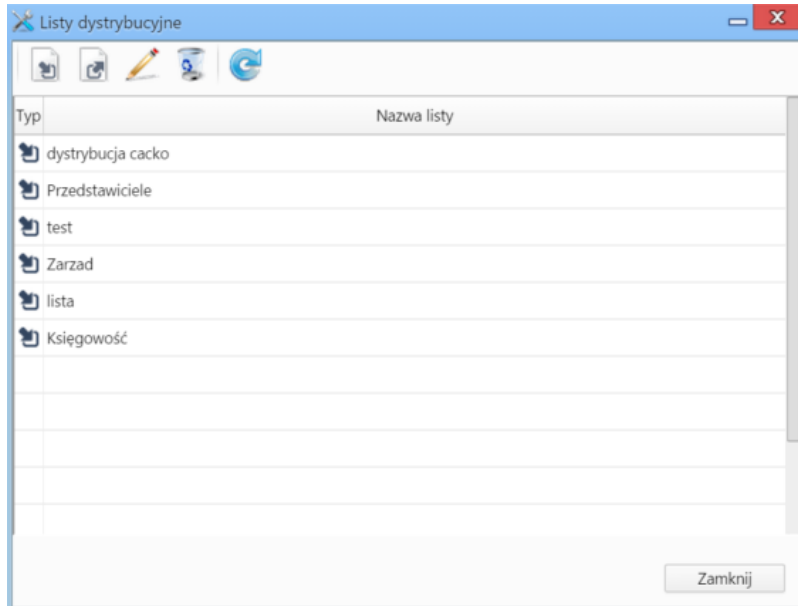 Listy dystrybucyjne
Typ Nazwa listy
dystrybucja cacko
Przedstawiciele
test
Zarzad
lista
Księgowość
Zamknij